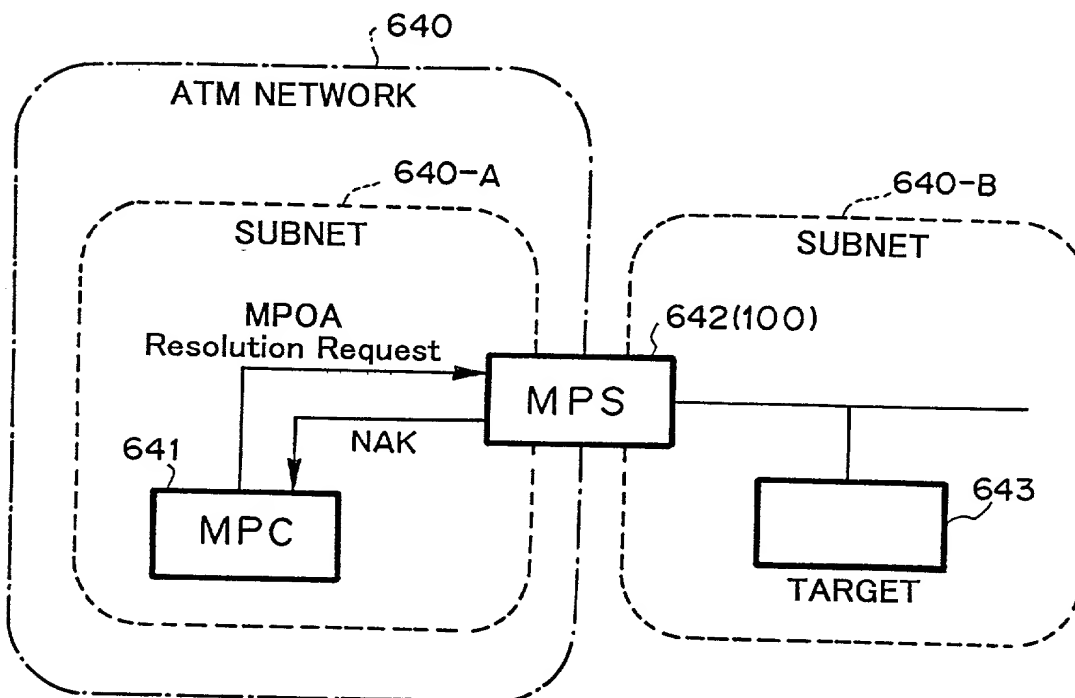 640
ATM NETWORK
640-A
SUBNET
640-B
SUBNET
MPOA
Resolution Request
642(100)
MPS
NAK
641
MPC
643
TARGET